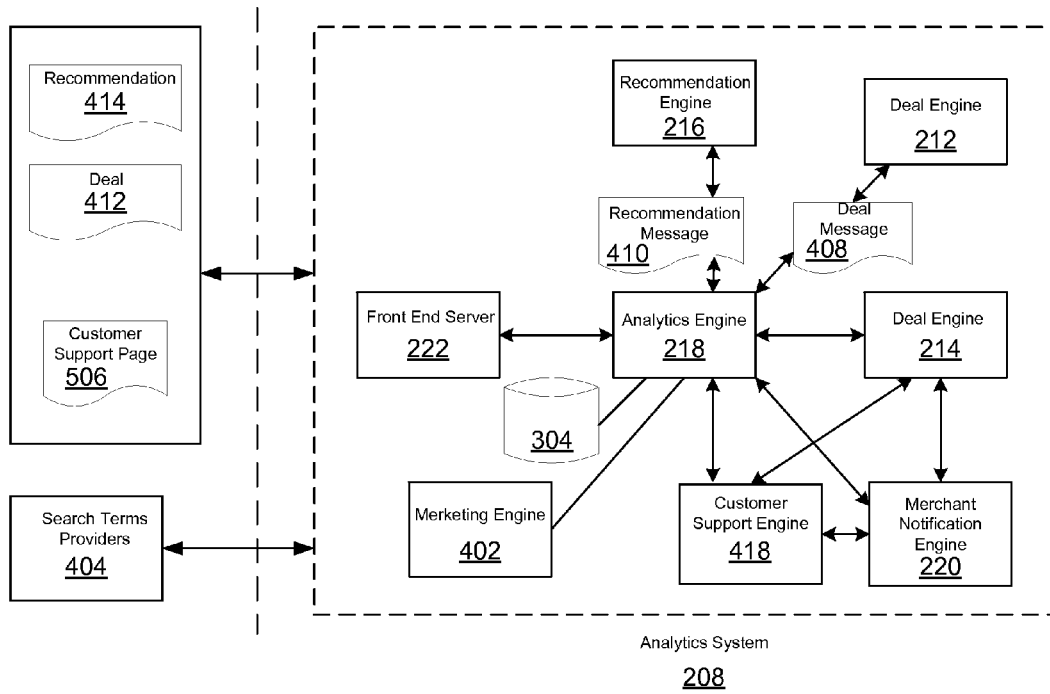 Recommendation
414
Deal
412
Customer
Support Page
506
Search Terms
Providers
404
Recommendation
Engine
216
Deal Engine
212
Recommendation
Message
410
Deal
Message
408
Front End Server
222
Analytics Engine
218
Deal Engine
214
304
Merketing Engine
402
Customer
Support Engine
418
Merchant
Notification
Engine
220
Analytics System
208